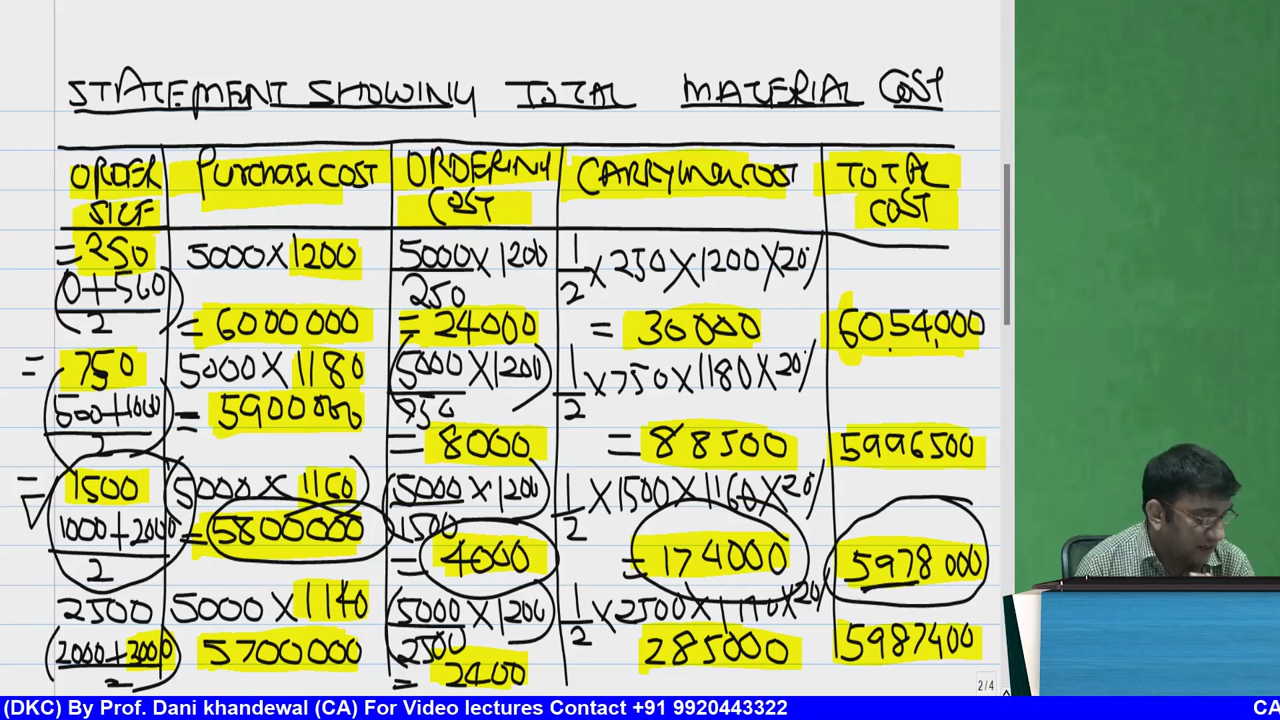 STATEMENT SHOWING TOTAL MATERIAL COST
ORDER SIZE | PURCHASE COST | ORDERING COST | CARRYING COST | TOTAL COST
= 250 | 5000 × 1200 | 5000/250 × 1200 | 1/2 × 250 × 1200 × 20%
(0+500)/2 | = 6000000 | = 24000 | = 30000 | 6054,000
= 750 | 5000 × 1180 | (5000/750 × 1200) | 1/2 × 750 × 1180 × 20%
(500+1000)/2 | = 5900000 | = 8000 | = 88500 | 5996500
= 1500 | (5000 × 1160) | (5000/1500 × 1200) | 1/2 × 1500 × 1160 × 20%
1000+2000/2 | = 5800000 | = 4000 | = 174000 | 5978000
2500 | 5000 × 1140 | (5000/2500 × 1200) | 1/2 × 2500 × 1140 × 20%
(2000+3000)/2 | 5700000 | = 2400 | 285000 | 5987400
2/4
(DKC) By Prof. Dani khandewal (CA) For Video lectures Contact +91 9920443322 CA